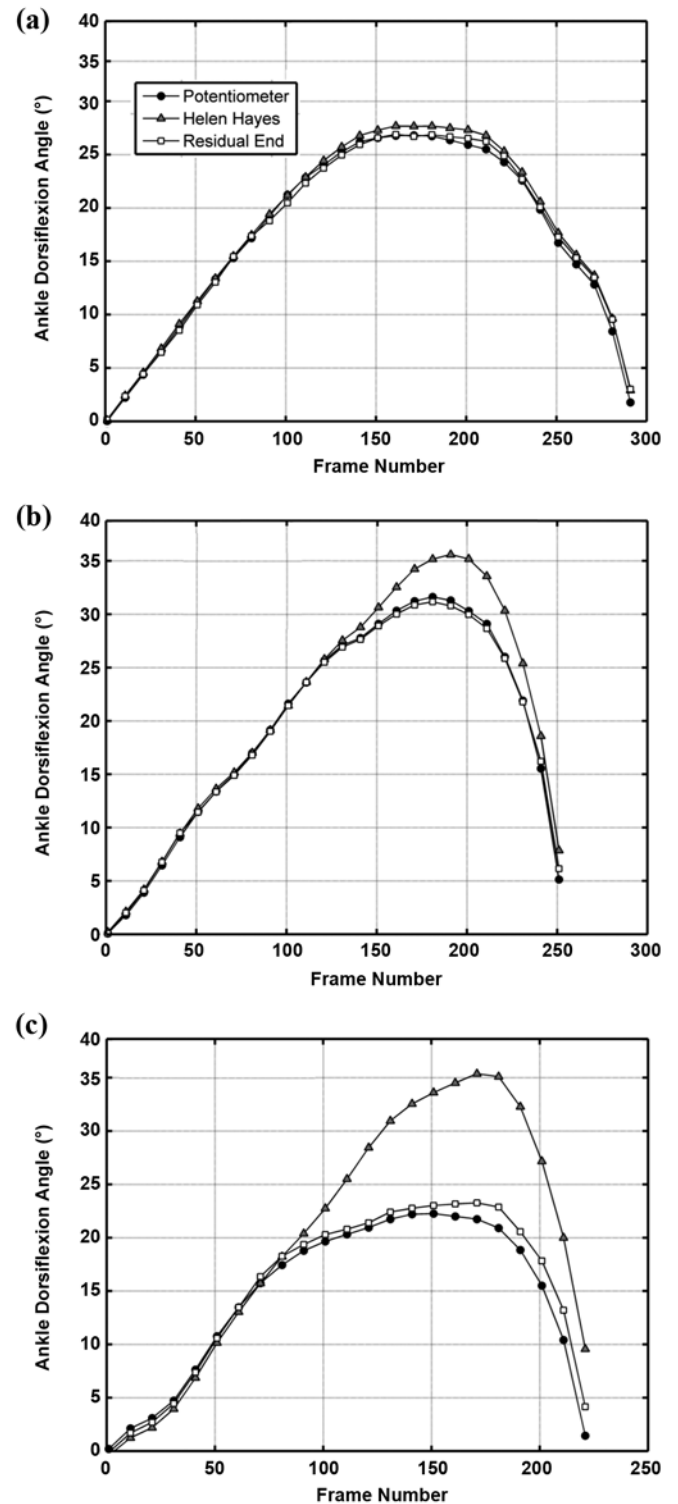 (a)
40
35
30
25
20
15
10
5
0
Ankle Dorsiflexion Angle (°)
Potentiometer
Helen Hayes
Residual End
0 50 100 150 200 250 300
Frame Number
(b)
40
35
30
25
20
15
10
5
0
Ankle Dorsiflexion Angle (°)
0 50 100 150 200 250 300
Frame Number
(c)
40
35
30
25
20
15
10
5
0
Ankle Dorsiflexion Angle (°)
0 50 100 150 200 250
Frame Number